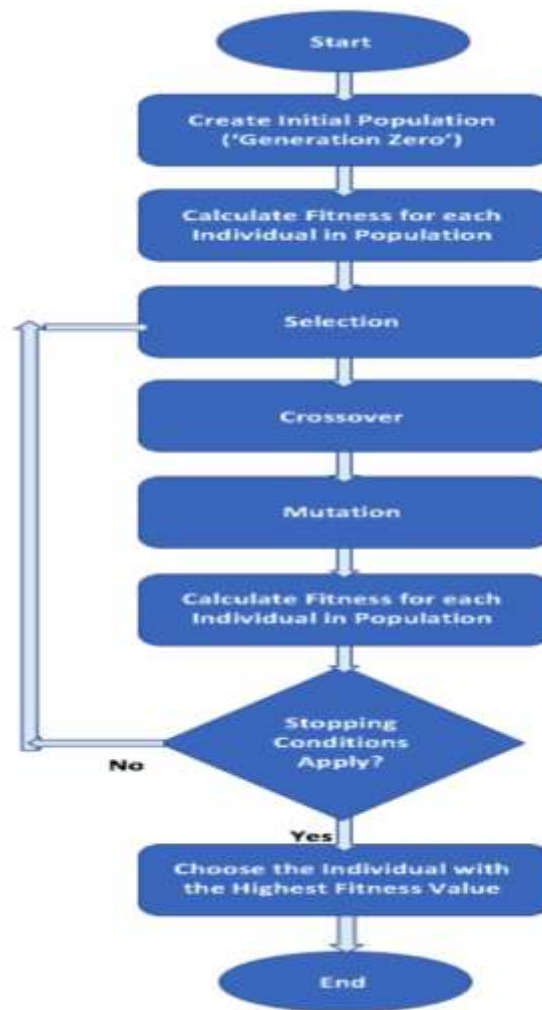 Start
Create Initial Population
('Generation Zero')
Calculate Fitness for each
Individual in Population
Selection
Crossover
Mutation
Calculate Fitness for each
Individual in Population
Stopping
Conditions
Apply?
No
Yes
Choose the Individual with
the Highest Fitness Value
End